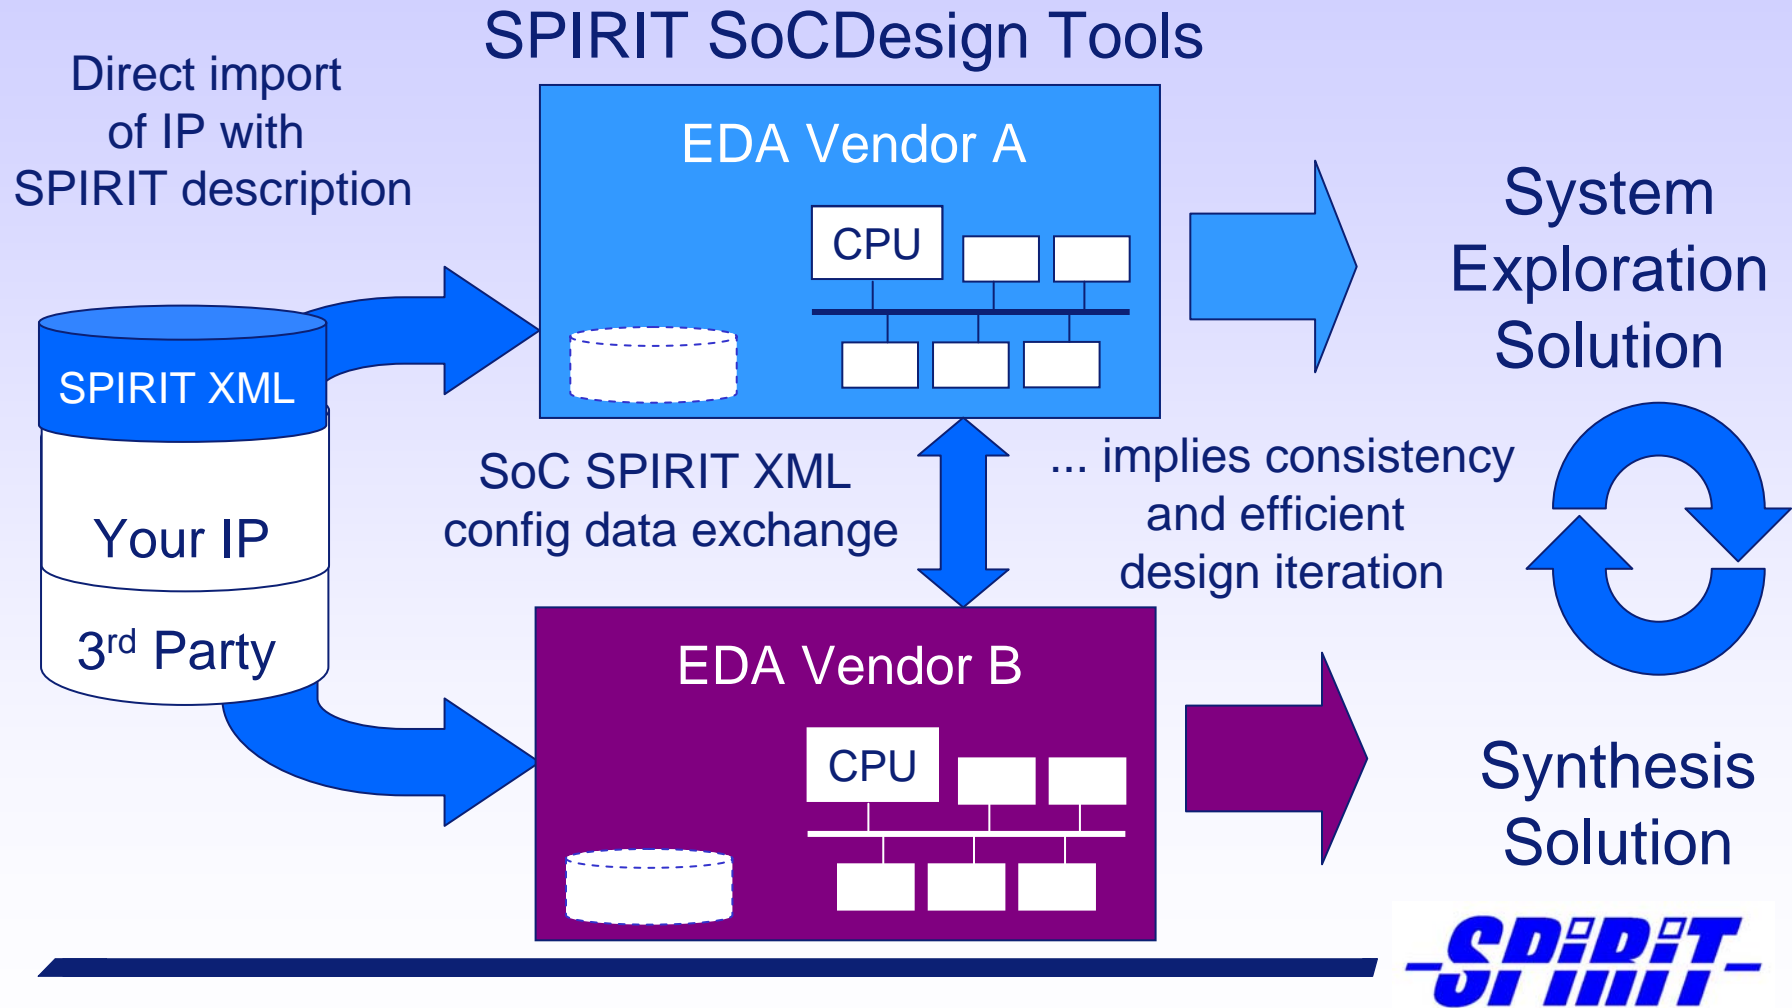 SPIRIT SoCDesign Tools
Direct import
of IP with
SPIRIT description
EDA Vendor A
CPU
System
Exploration
Solution
SPIRIT XML
Your IP
3rd Party
SoC SPIRIT XML
config data exchange
... implies consistency
and efficient
design iteration
EDA Vendor B
CPU
Synthesis
Solution
SPiRiT